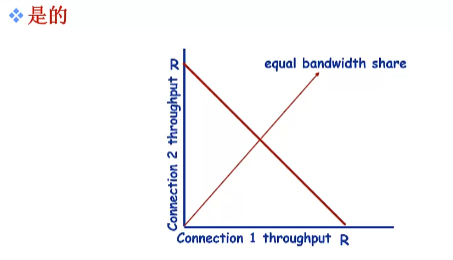 是的
equal bandwidth share
R
Connection 2 throughput
Connection 1 throughput R